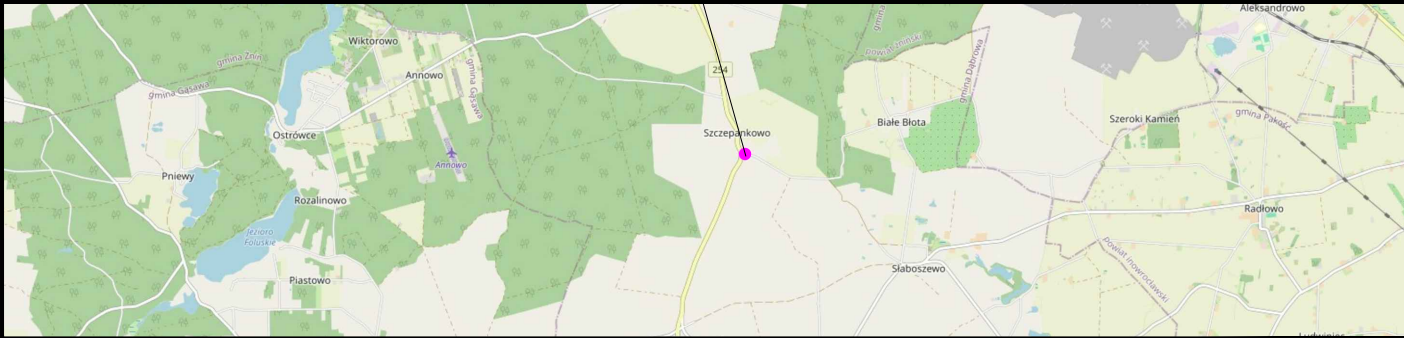 Aleksandrowo
gmina
Wiktorowo
powiat żniński
gmina Żnin
gmina Dąbrowa
254
Annowo
gmina Gąsawa
gmina Gąsawa
gmina Pakość
Szeroki Kamień
Białe Błota
Szczepankowo
Ostrówce
Annowo
Pniewy
Rozalinowo
Radłowo
Jezioro
Foluskie
powiat inowrocławski
Słaboszewo
Piastowo